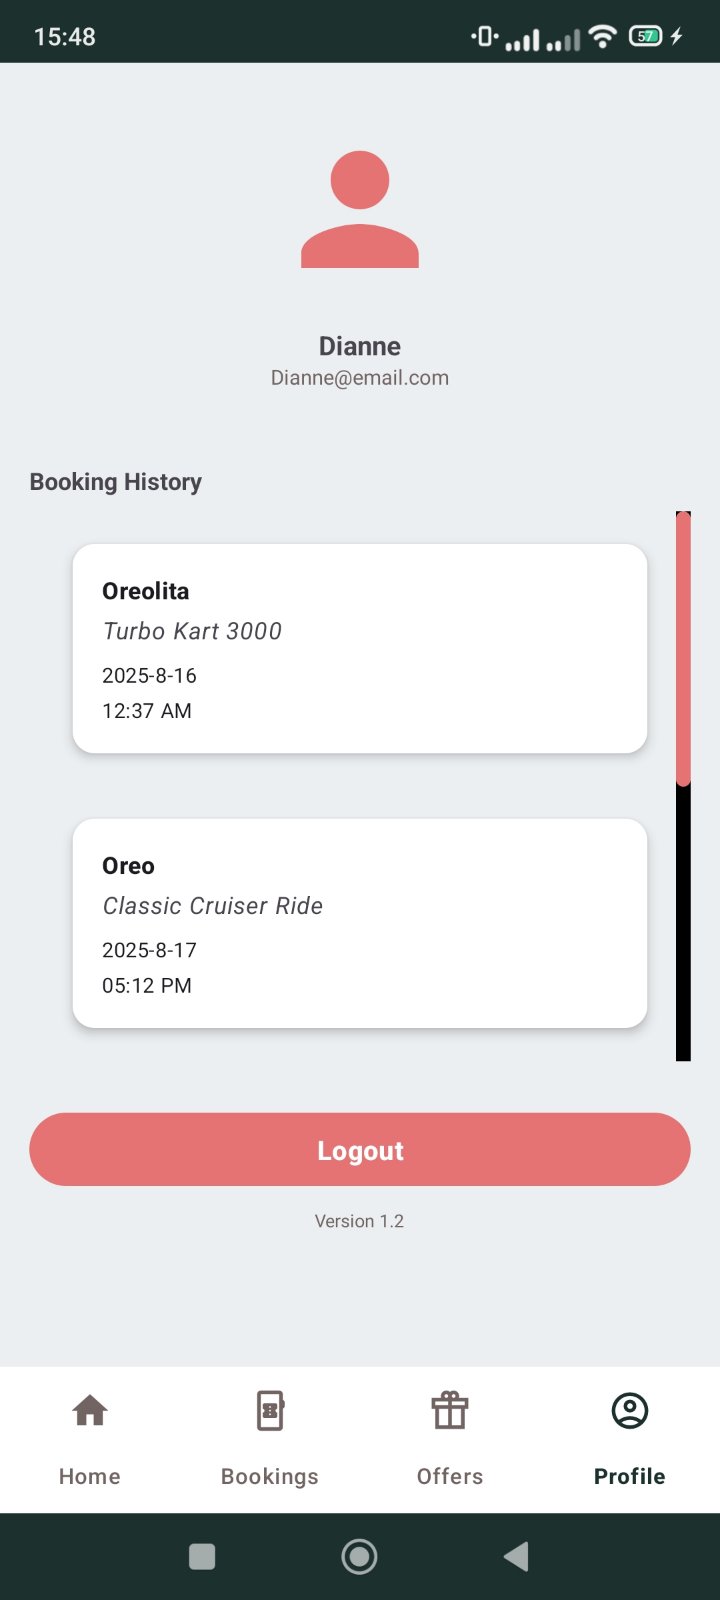 15:48
57
Dianne
Dianne@email.com
Booking History
Oreolita
Turbo Kart 3000
2025-8-16
12:37 AM
Oreo
Classic Cruiser Ride
2025-8-17
05:12 PM
Logout
Version 1.2
Home Bookings Offers Profile